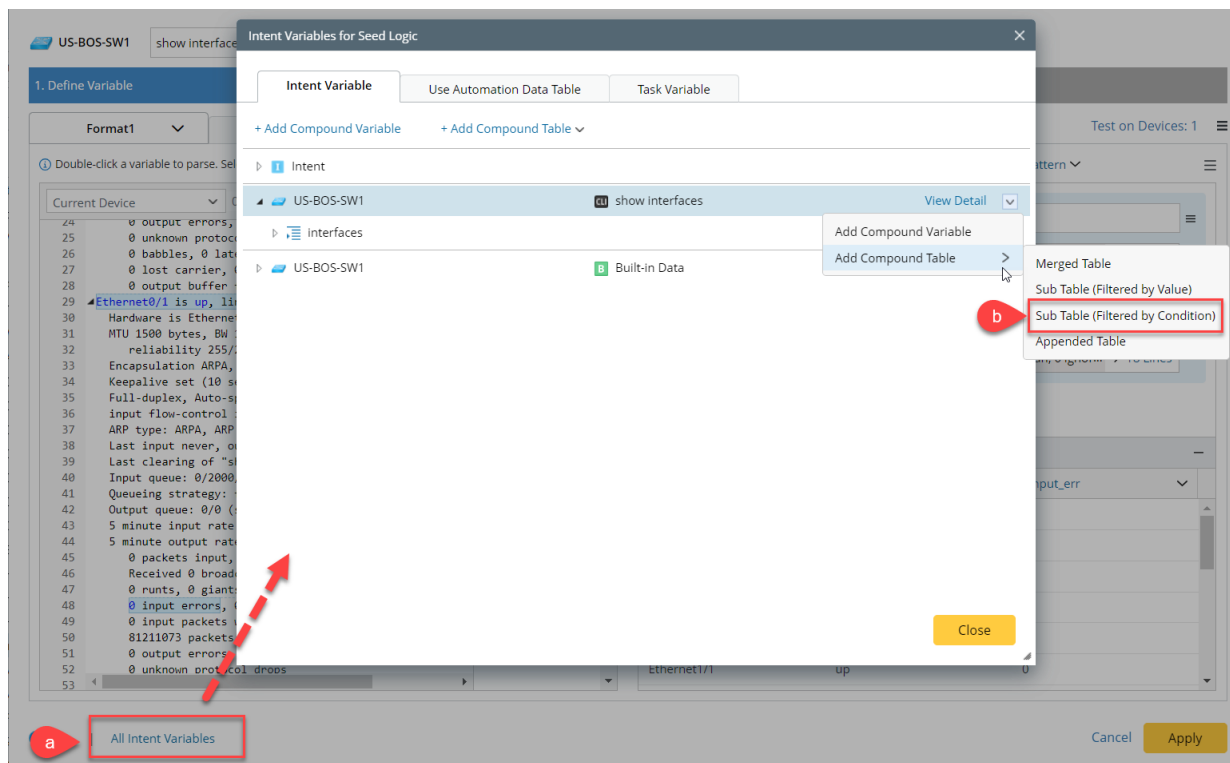 US-BOS-SW1
show interface
Intent Variables for Seed Logic
1. Define Variable
Intent Variable
Use Automation Data Table
Task Variable
Format1
+ Add Compound Variable
+ Add Compound Table
Test on Devices: 1
Double-click a variable to parse. Sel
Intent
attern
Current Device
US-BOS-SW1
CLI
show interfaces
View Detail
interfaces
Add Compound Variable
US-BOS-SW1
B
Built-in Data
Add Compound Table
Merged Table
Sub Table (Filtered by Value)
b
Sub Table (Filtered by Condition)
Appended Table
24 0 output errors,
25 0 unknown protoco
26 0 babbles, 0 late
27 0 lost carrier,
28 0 output buffer
29 Ethernet0/1 is up, li
30 Hardware is Etherne
31 MTU 1500 bytes, BW
32 reliability 255/
33 Encapsulation ARPA,
34 Keepalive set (10 se
35 Full-duplex, Auto-s
36 input flow-control
37 ARP type: ARPA, ARP
38 Last input never, o
39 Last clearing of "s
40 Input queue: 0/2000
41 Queueing strategy:
42 Output queue: 0/0 (
43 5 minute input rate
44 5 minute output rat
45 0 packets input,
46 Received 0 broad
47 0 runts, 0 giant
48 0 input errors,
49 0 input packets
50 81211073 packets
51 0 output errors
52 0 unknown protocol drops
53
nput_err
Close
Ethernet1/1 up 0
a
All Intent Variables
Cancel
Apply